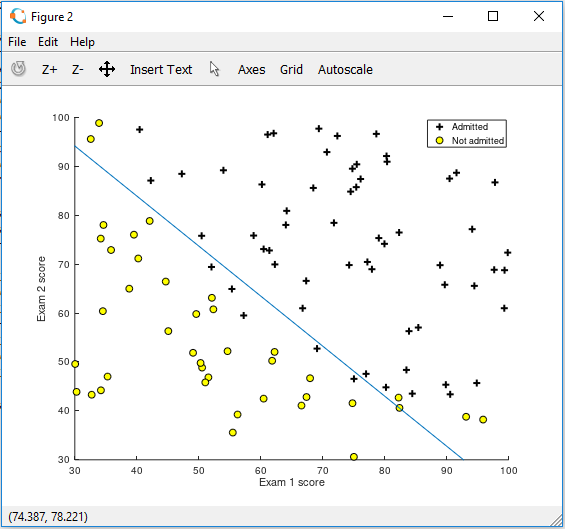 Figure 2
File Edit Help
Z+ Z- Insert Text Axes Grid Autoscale
100
90
80
70
60
50
40
30
Exam 2 score
Admitted
Not admitted
30 40 50 60 70 80 90 100
Exam 1 score
(74.387, 78.221)